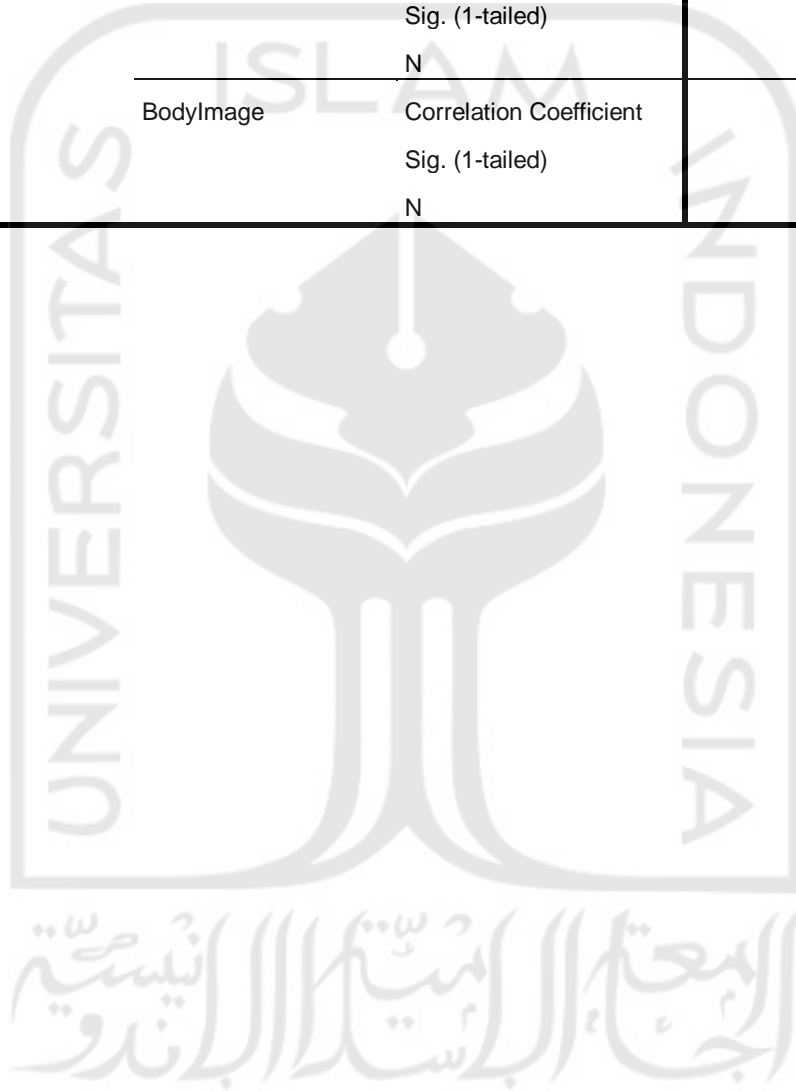 Sig. (1-tailed)
N
BodyImage Correlation Coefficient
Sig. (1-tailed)
N
ISLAM
UNIVERSITAS
INDONESIA